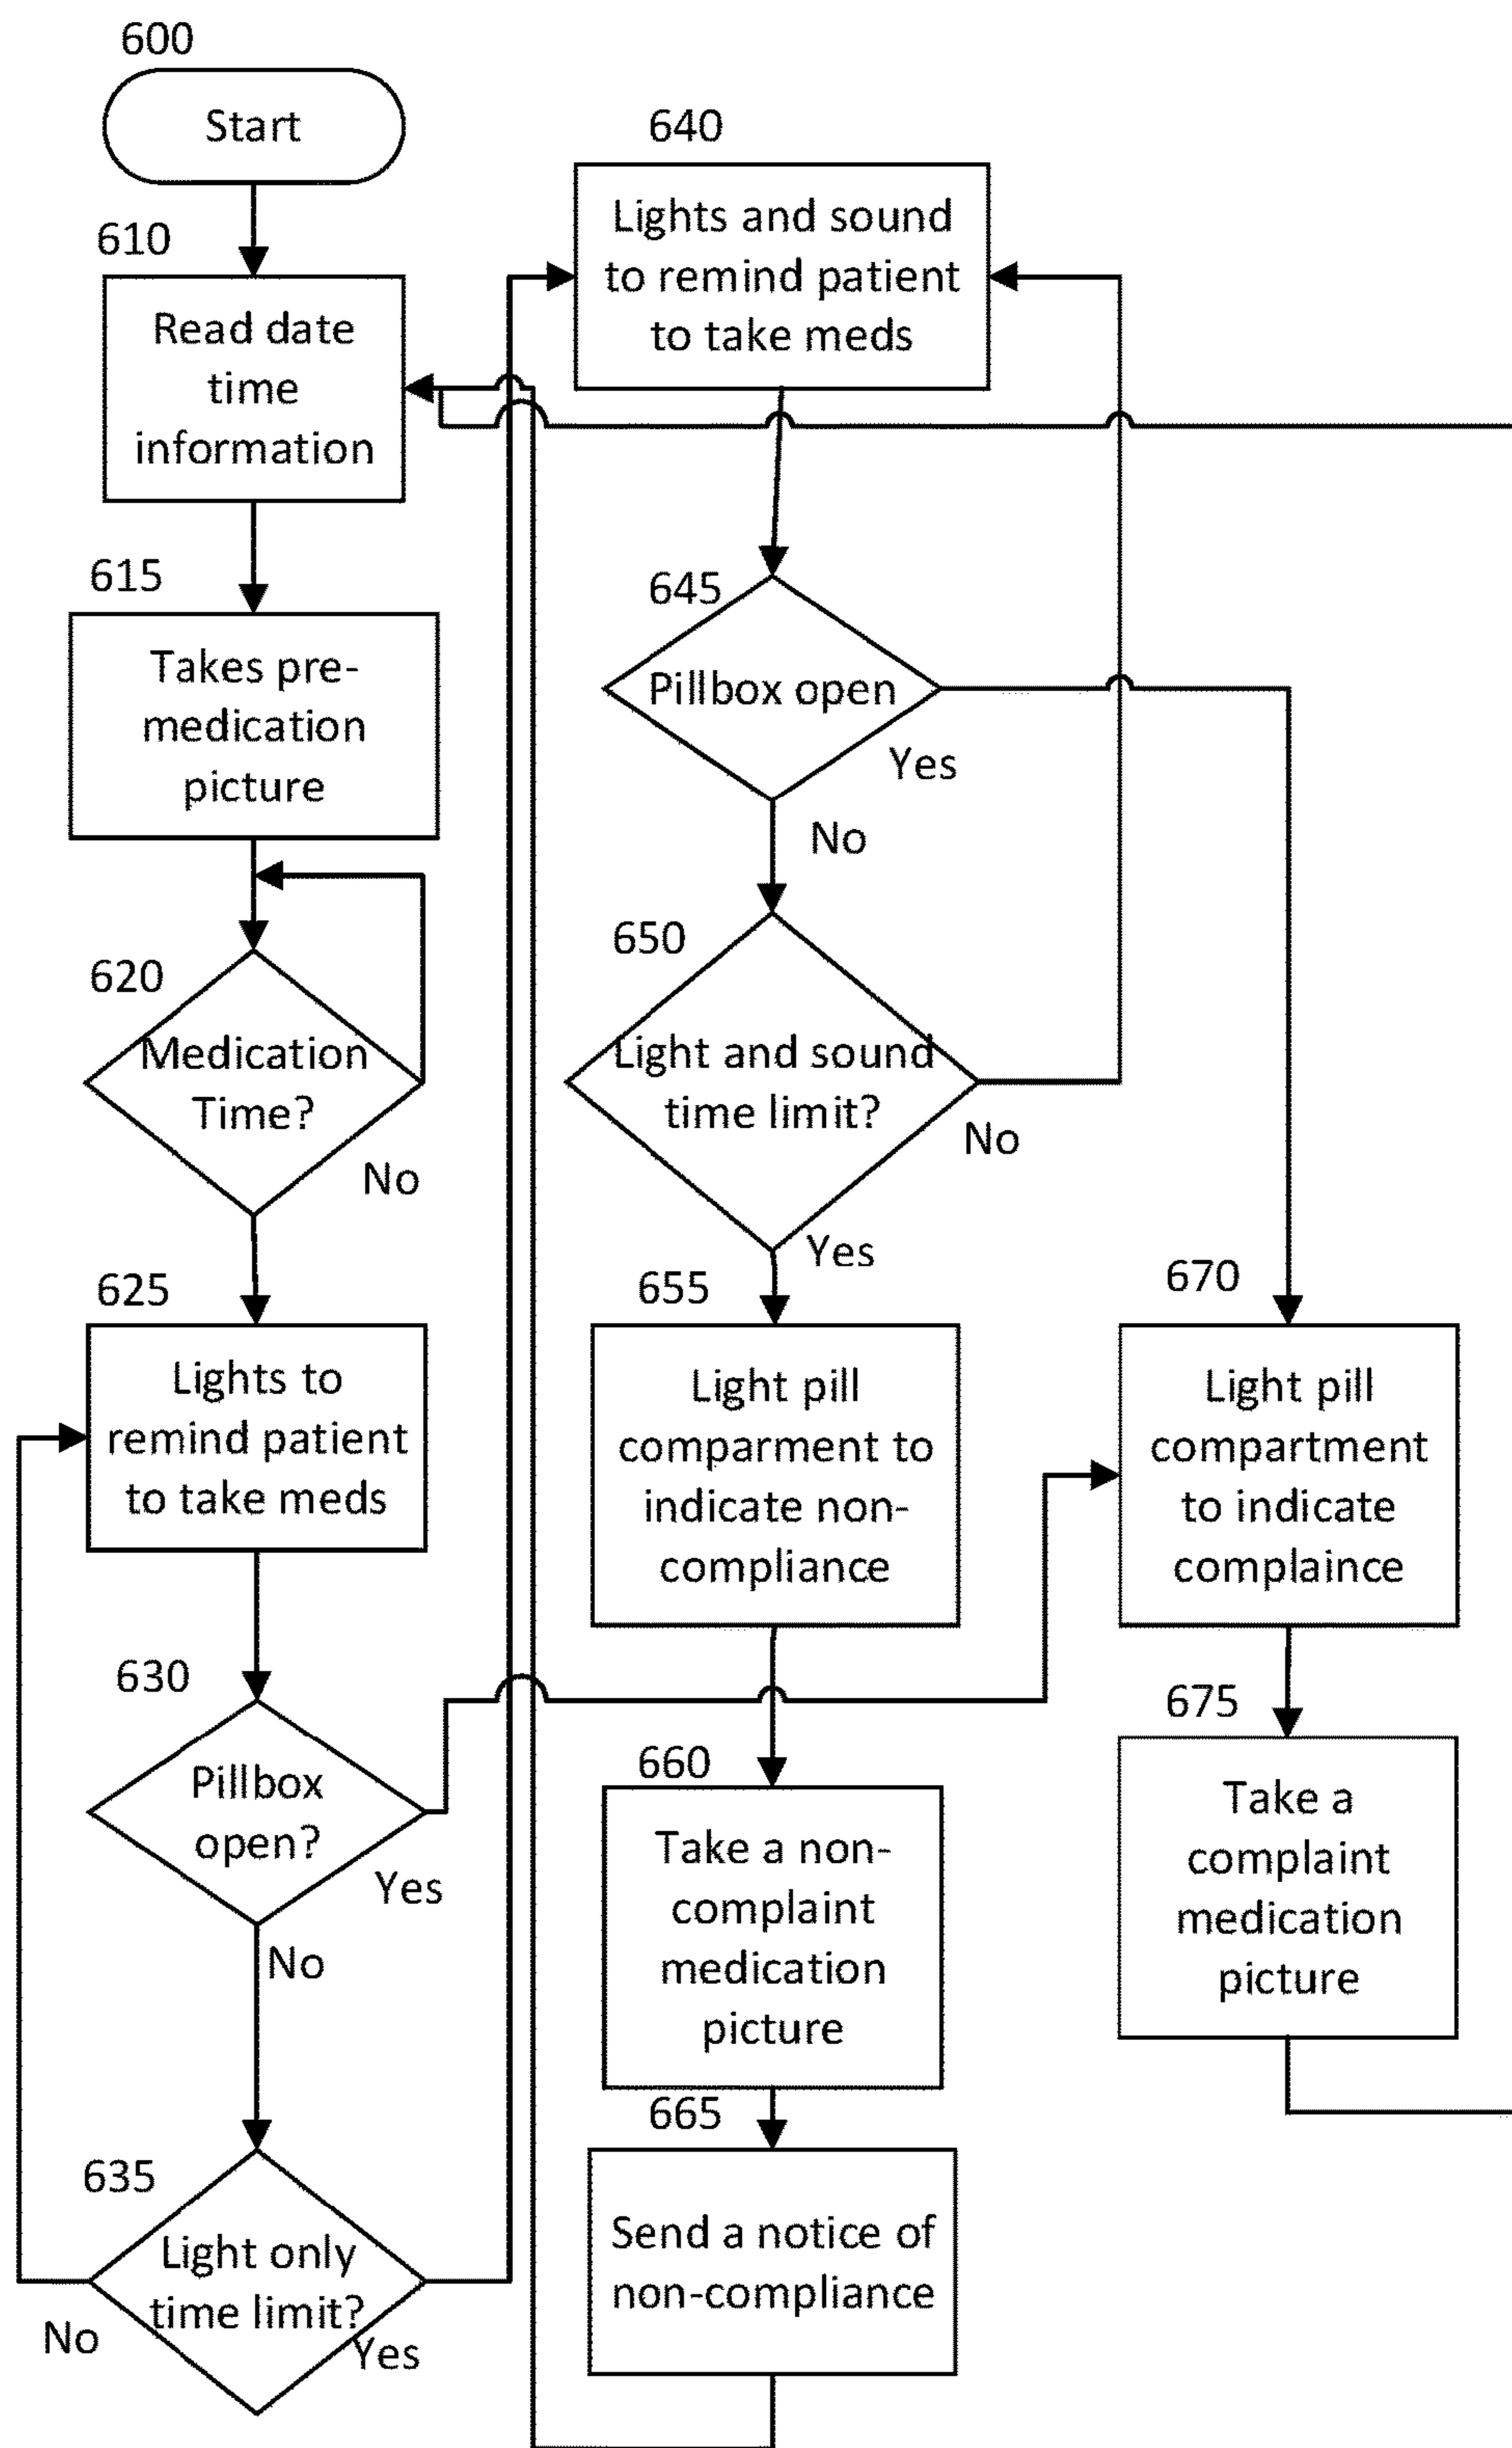 600
Start
610
Read date
time
information
615
Takes pre-
medication
picture
620
Medication
Time?
No
625
Lights to
remind patient
to take meds
630
Pillbox
open?
Yes
No
635
Light only
time limit?
No
Yes
640
Lights and sound
to remind patient
to take meds
645
Pillbox open
Yes
No
650
Light and sound
time limit?
No
Yes
655
Light pill
comparment to
indicate non-
compliance
660
Take a non-
complaint
medication
picture
665
Send a notice of
non-compliance
670
Light pill
compartment
to indicate
complaince
675
Take a
complaint
medication
picture